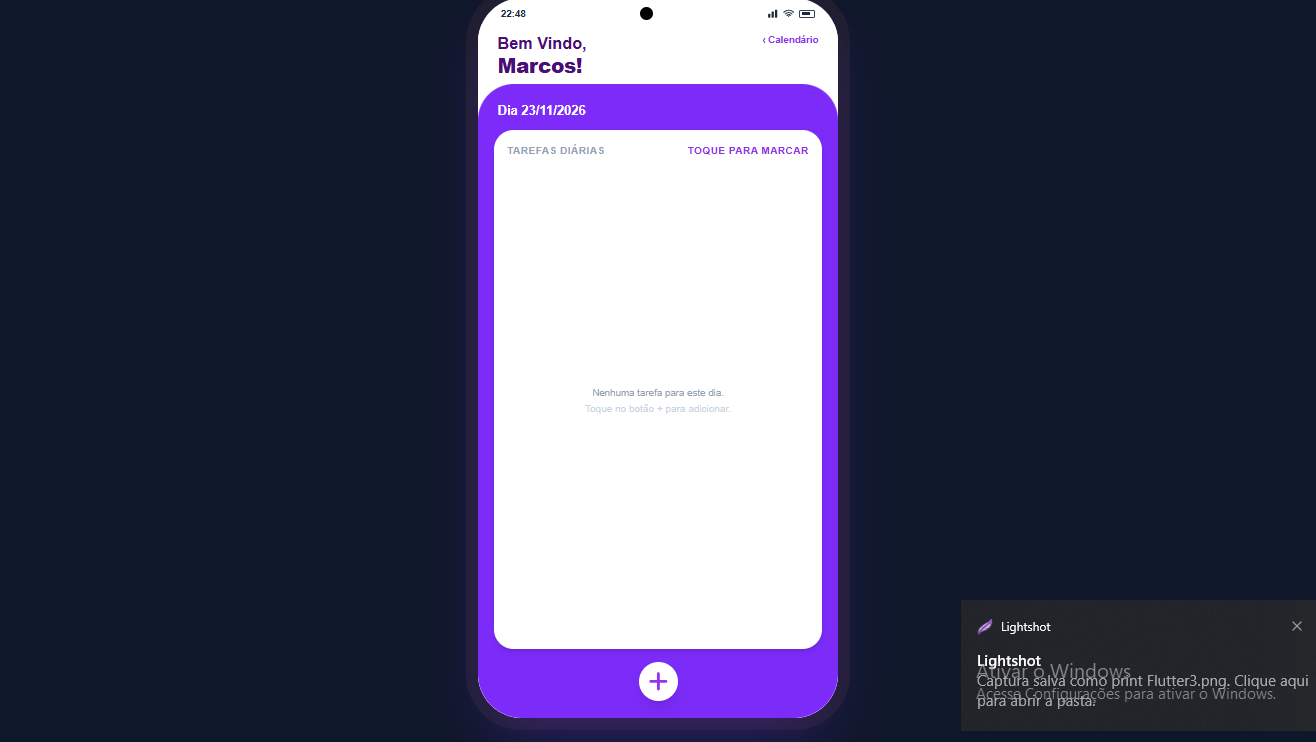 22:48
Bem Vindo,
‹ Calendário
Marcos!
Dia 23/11/2026
TAREFAS DIÁRIAS
TOQUE PARA MARCAR
Nenhuma tarefa para este dia.
Toque no botão + para adicionar.
Lightshot
Lightshot
Ativar o Windows
Captura salva como print Flutter3.png. Clique aqui
Acesse Configurações para ativar o Windows.
para abrir a pasta.